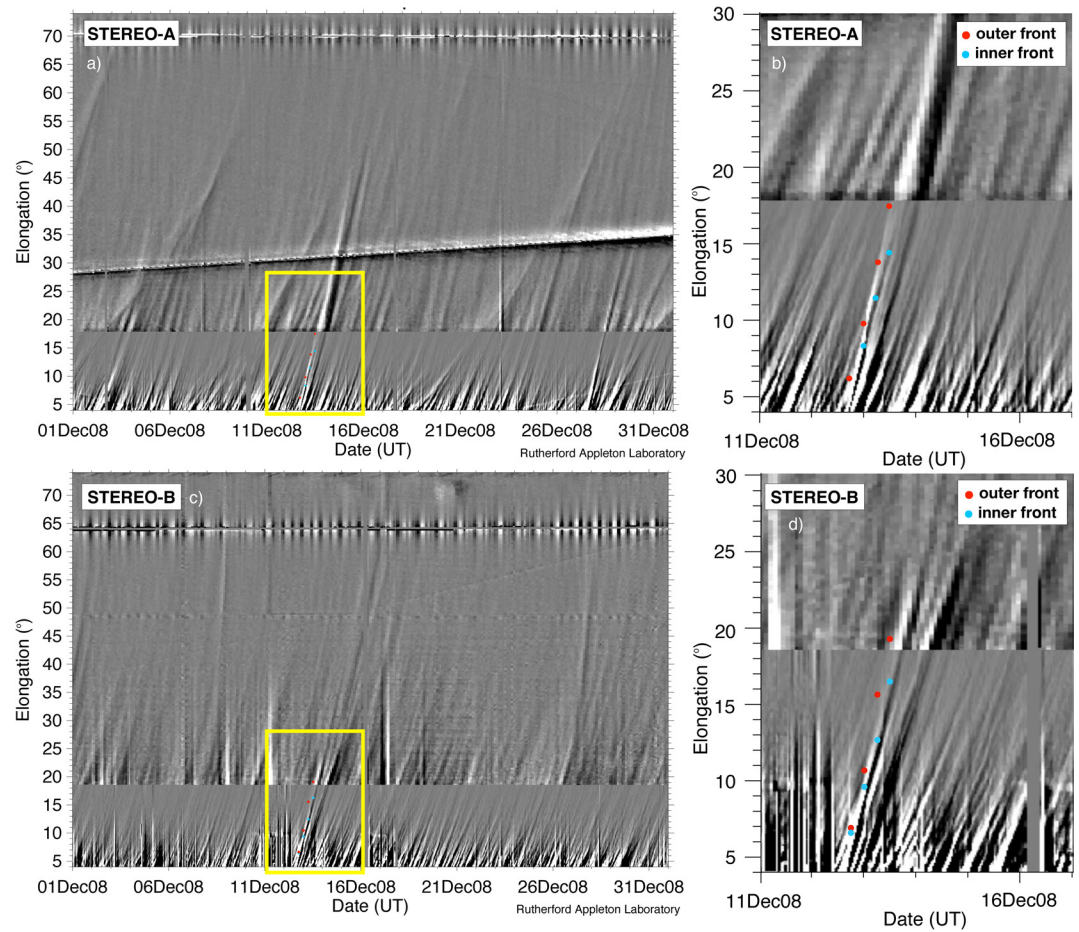 STEREO-A
a)
70
65
60
55
50
45
40
35
30
25
20
15
10
5
Elongation (°)
01Dec08 06Dec08 11Dec08 16Dec08 21Dec08 26Dec08 31Dec08
Date (UT)
Rutherford Appleton Laboratory
STEREO-A
b)
outer front
inner front
30
25
20
15
10
5
Elongation (°)
11Dec08 16Dec08
Date (UT)
STEREO-B
c)
70
65
60
55
50
45
40
35
30
25
20
15
10
5
Elongation (°)
01Dec08 06Dec08 11Dec08 16Dec08 21Dec08 26Dec08 31Dec08
Date (UT)
Rutherford Appleton Laboratory
STEREO-B
d)
outer front
inner front
30
25
20
15
10
5
Elongation (°)
11Dec08 16Dec08
Date (UT)